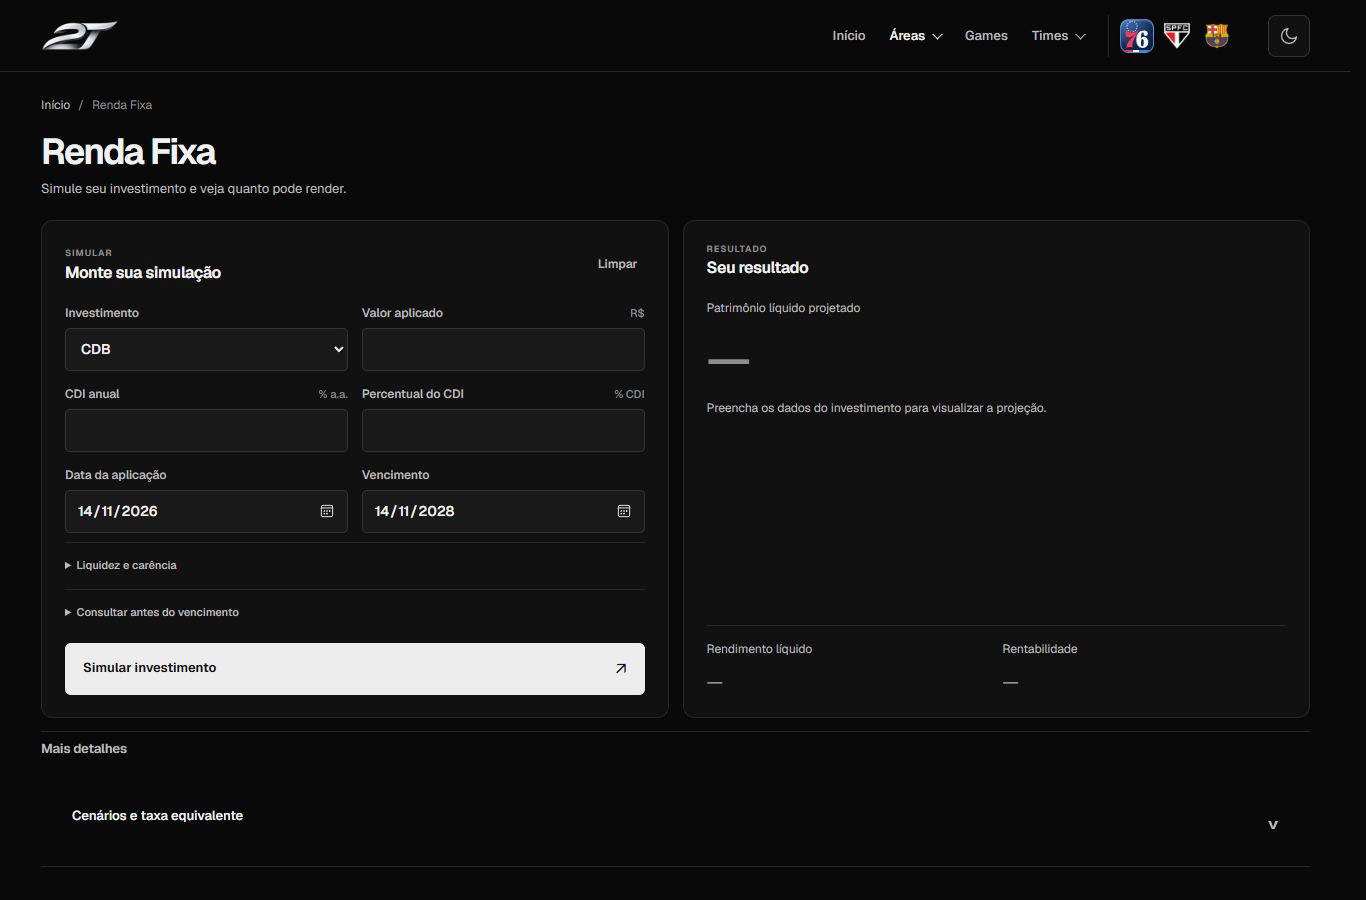 2T
Início Áreas Games Times 76 SPFC
Início / Renda Fixa
Renda Fixa
Simule seu investimento e veja quanto pode render.
SIMULAR
Monte sua simulação
Limpar
Investimento
CDB
Valor aplicado R$
CDI anual % a.a.
Percentual do CDI % CDI
Data da aplicação
14/11/2026
Vencimento
14/11/2028
Liquidez e carência
Consultar antes do vencimento
Simular investimento
RESULTADO
Seu resultado
Patrimônio líquido projetado
—
Preencha os dados do investimento para visualizar a projeção.
Rendimento líquido
—
Rentabilidade
—
Mais detalhes
Cenários e taxa equivalente
v